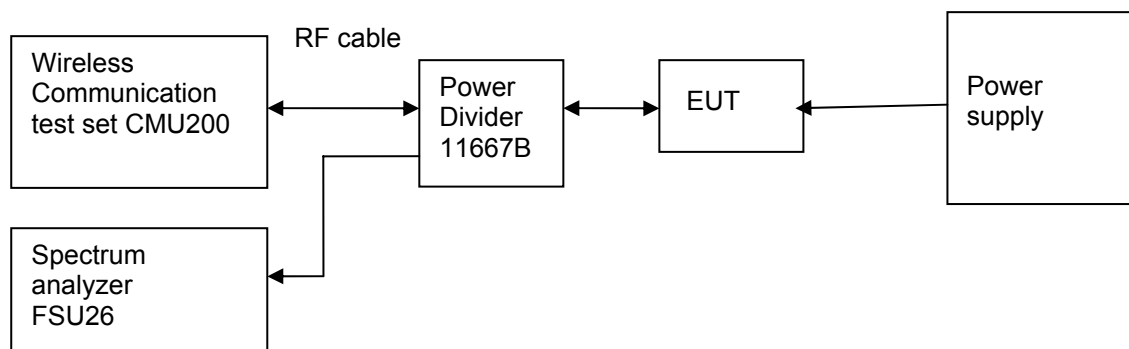 RF cable
Wireless
Communication
test set CMU200
Power
Divider
11667B
EUT
Power
supply
Spectrum
analyzer
FSU26